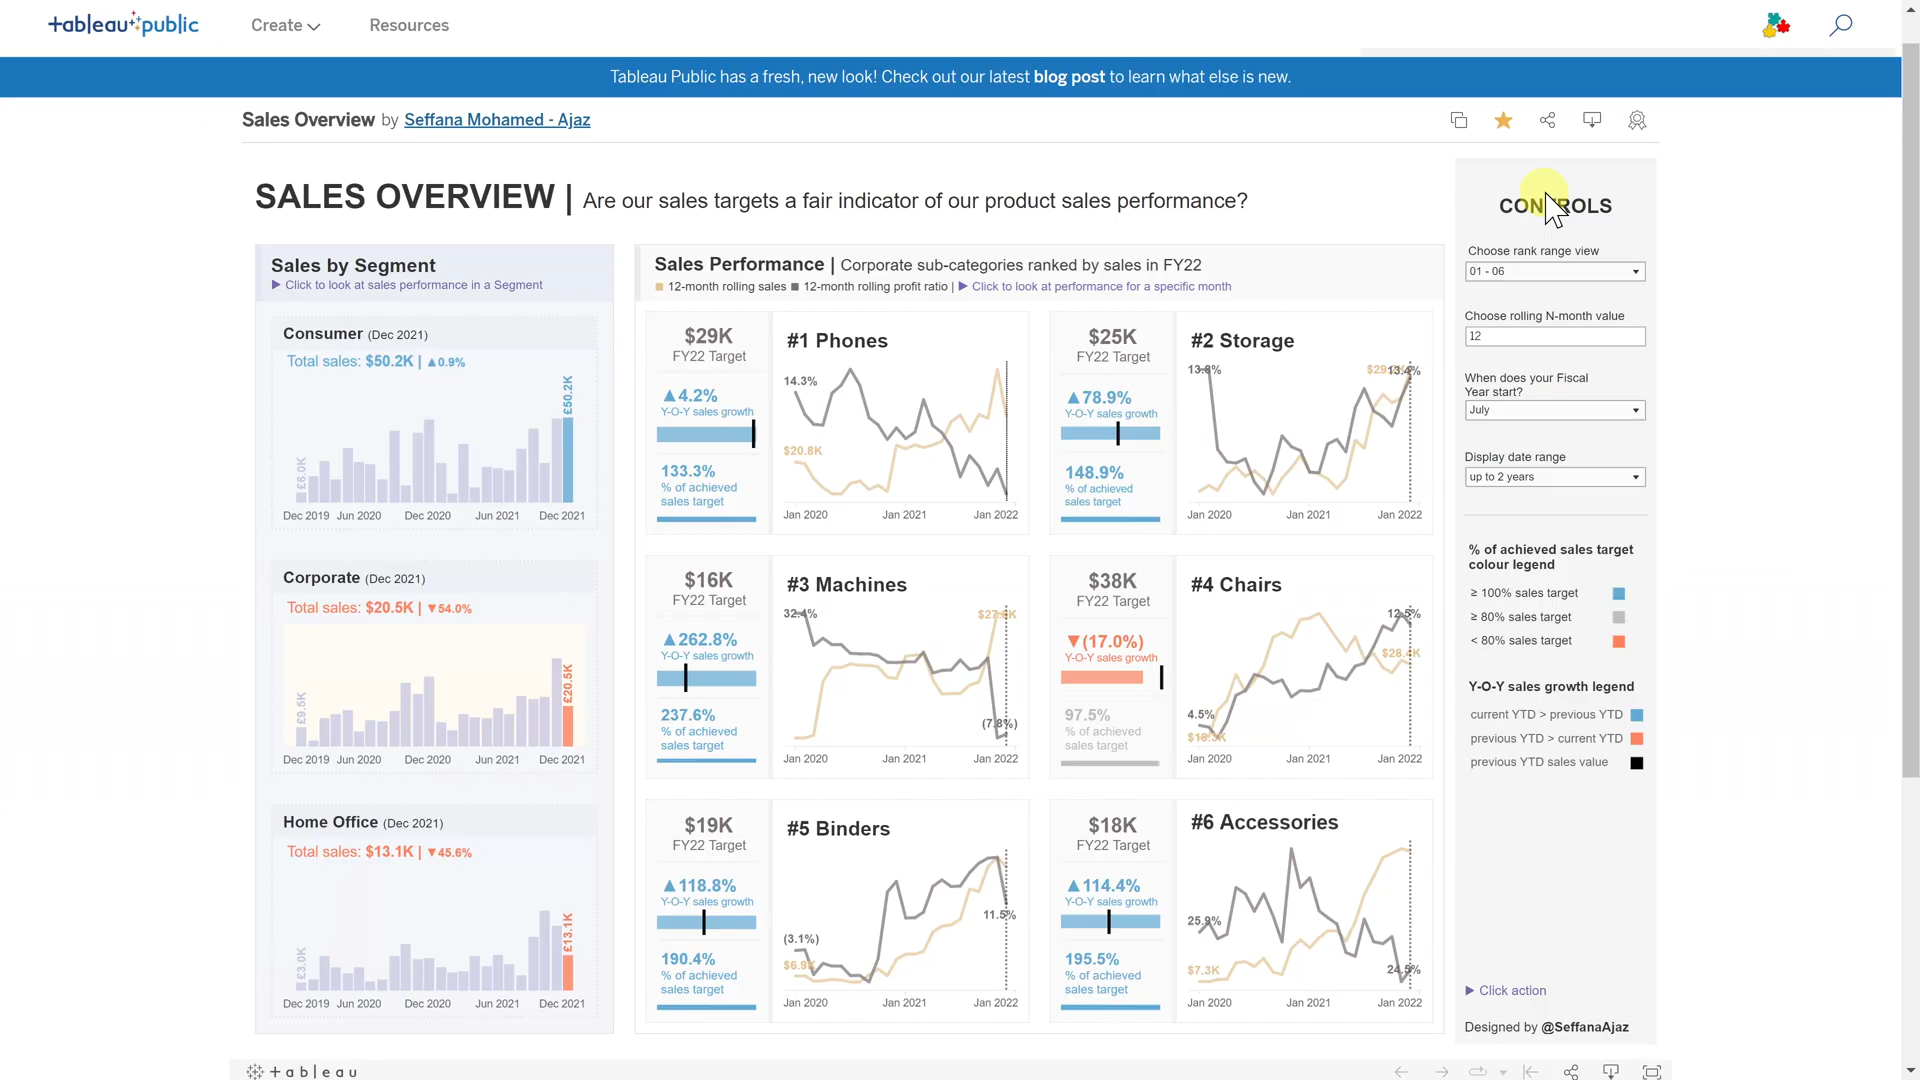 tableau public
Create
Resources
Tableau Public has a fresh, new look! Check out our latest blog post to learn what else is new.
Sales Overview by Seffana Mohamed - Ajaz
SALES OVERVIEW | Are our sales targets a fair indicator of our product sales performance?
Sales by Segment
▶ Click to look at sales performance in a Segment
Consumer (Dec 2021)
Total sales: $50.2K | ▲0.9%
£6.0K
£50.2K
Dec 2019 Jun 2020 Dec 2020 Jun 2021 Dec 2021
Corporate (Dec 2021)
Total sales: $20.5K | ▼54.0%
£9.5K
£20.5K
Dec 2019 Jun 2020 Dec 2020 Jun 2021 Dec 2021
Home Office (Dec 2021)
Total sales: $13.1K | ▼45.6%
£3.0K
£13.1K
Dec 2019 Jun 2020 Dec 2020 Jun 2021 Dec 2021
Sales Performance | Corporate sub-categories ranked by sales in FY22
12-month rolling sales 12-month rolling profit ratio | ▶ Click to look at performance for a specific month
$29K
FY22 Target
▲4.2%
Y-O-Y sales growth
133.3%
% of achieved
sales target
#1 Phones
14.3%
$20.8K
Jan 2020 Jan 2021 Jan 2022
$25K
FY22 Target
▲78.9%
Y-O-Y sales growth
148.9%
% of achieved
sales target
#2 Storage
13.4%
Jan 2020 Jan 2021 Jan 2022
$16K
FY22 Target
▲262.8%
Y-O-Y sales growth
237.6%
% of achieved
sales target
#3 Machines
32.4%
(7.8%)
Jan 2020 Jan 2021 Jan 2022
$38K
FY22 Target
▼(17.0%)
Y-O-Y sales growth
97.5%
% of achieved
sales target
#4 Chairs
12.5%
$28.4K
4.5%
Jan 2020 Jan 2021 Jan 2022
$19K
FY22 Target
▲118.8%
Y-O-Y sales growth
190.4%
% of achieved
sales target
#5 Binders
11.5%
(3.1%)
Jan 2020 Jan 2021 Jan 2022
$18K
FY22 Target
▲114.4%
Y-O-Y sales growth
195.5%
% of achieved
sales target
#6 Accessories
25.9%
$7.3K
24.5%
Jan 2020 Jan 2021 Jan 2022
CONTROLS
Choose rank range view
01 - 06
Choose rolling N-month value
12
When does your Fiscal
Year start?
July
Display date range
up to 2 years
% of achieved sales target
colour legend
≥ 100% sales target
≥ 80% sales target
< 80% sales target
Y-O-Y sales growth legend
current YTD > previous YTD
previous YTD > current YTD
previous YTD sales value
▶ Click action
Designed by @SeffanaAjaz
+ableau